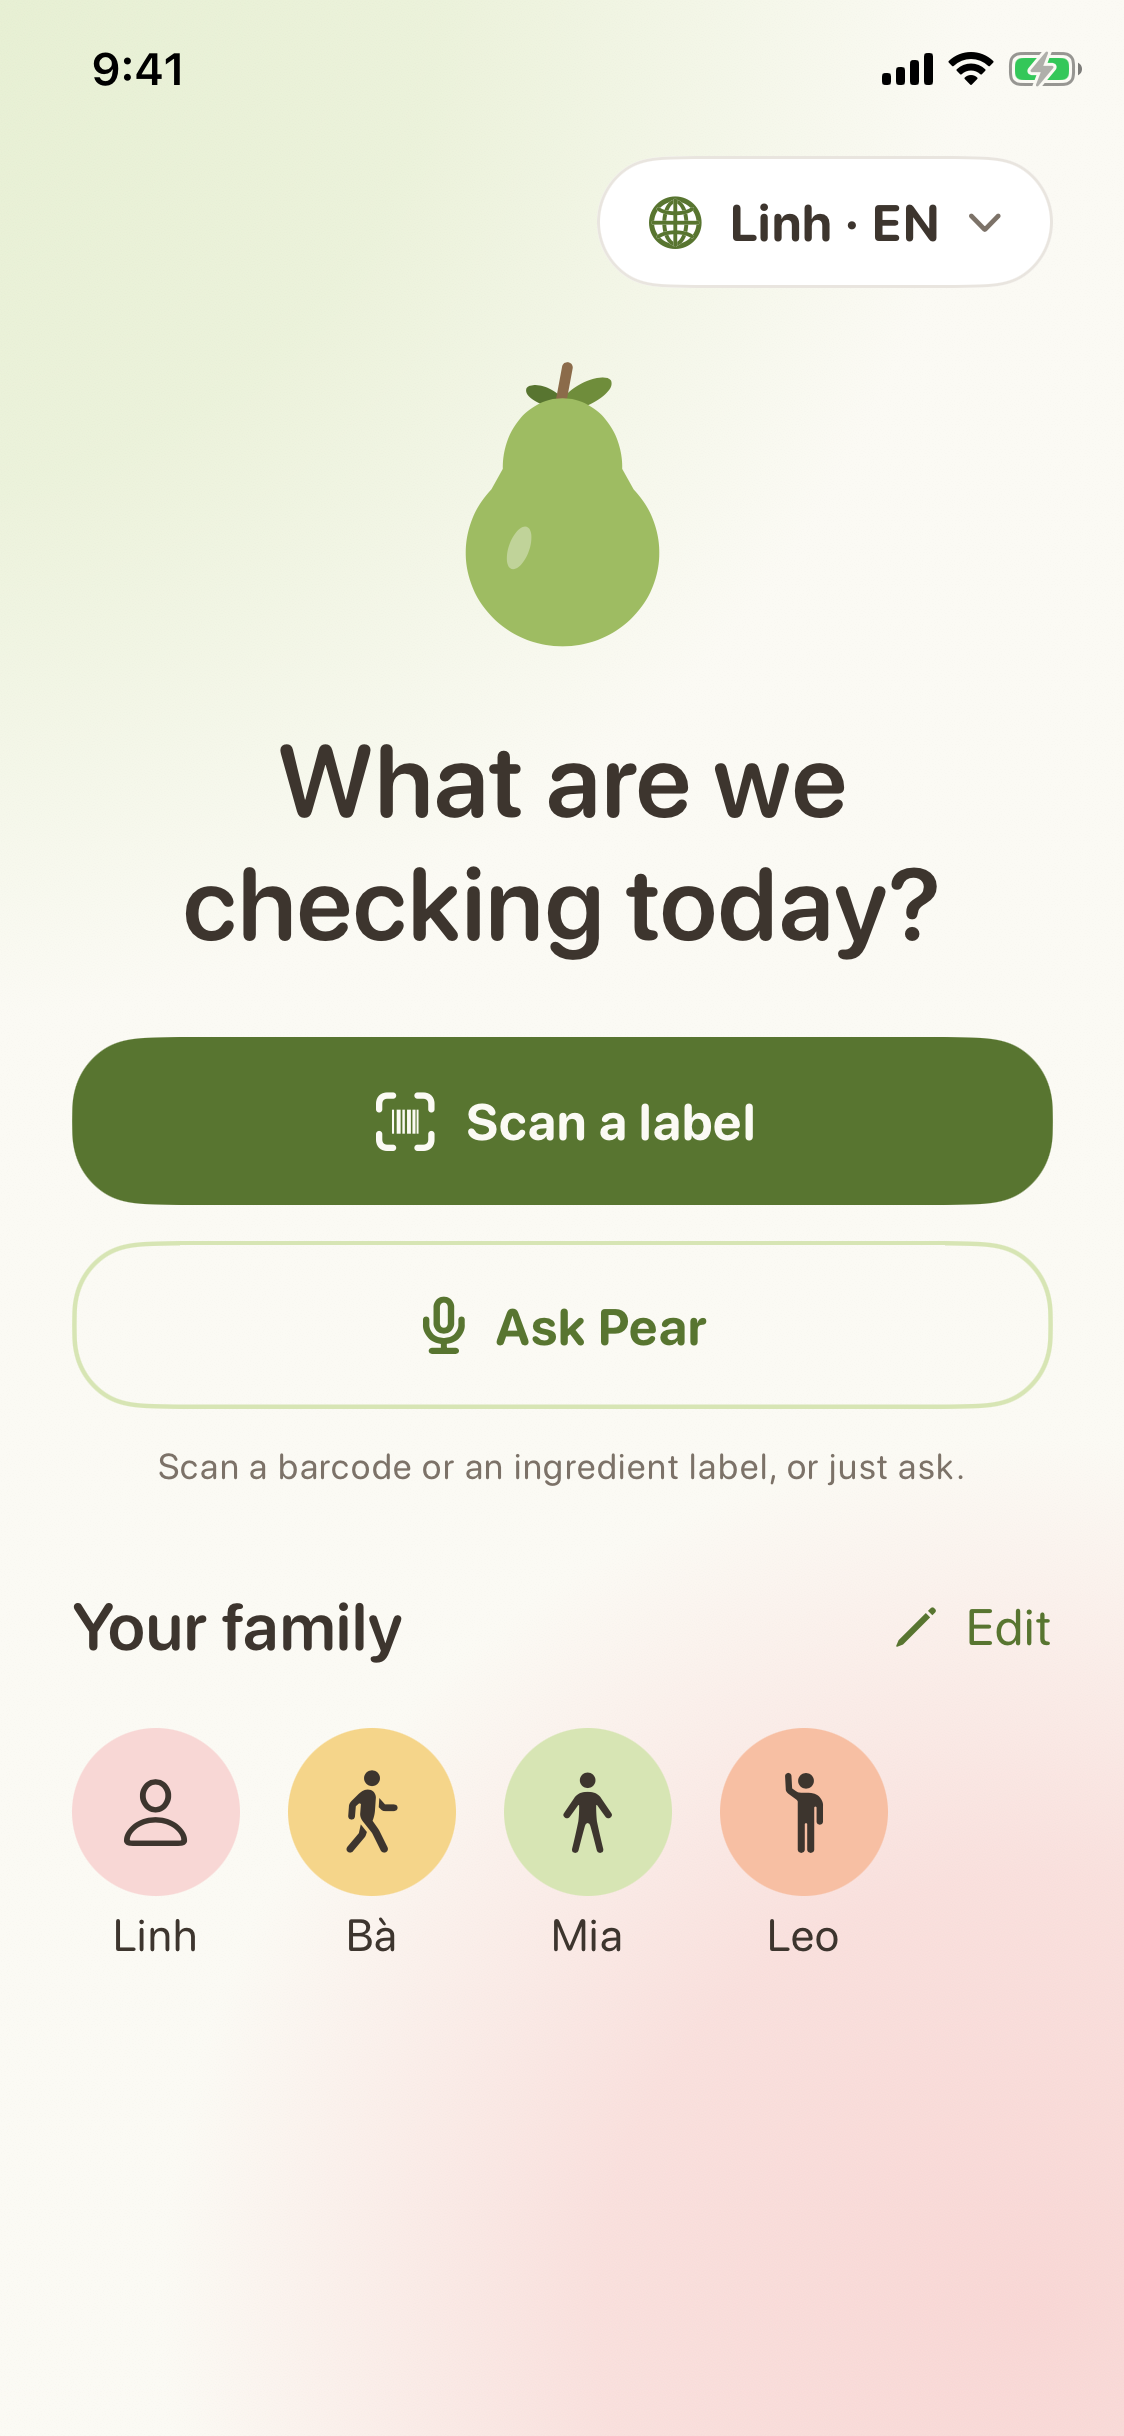 9:41
Linh · EN
What are we
checking today?
Scan a label
Ask Pear
Scan a barcode or an ingredient label, or just ask.
Your family
Edit
Linh
Bà
Mia
Leo